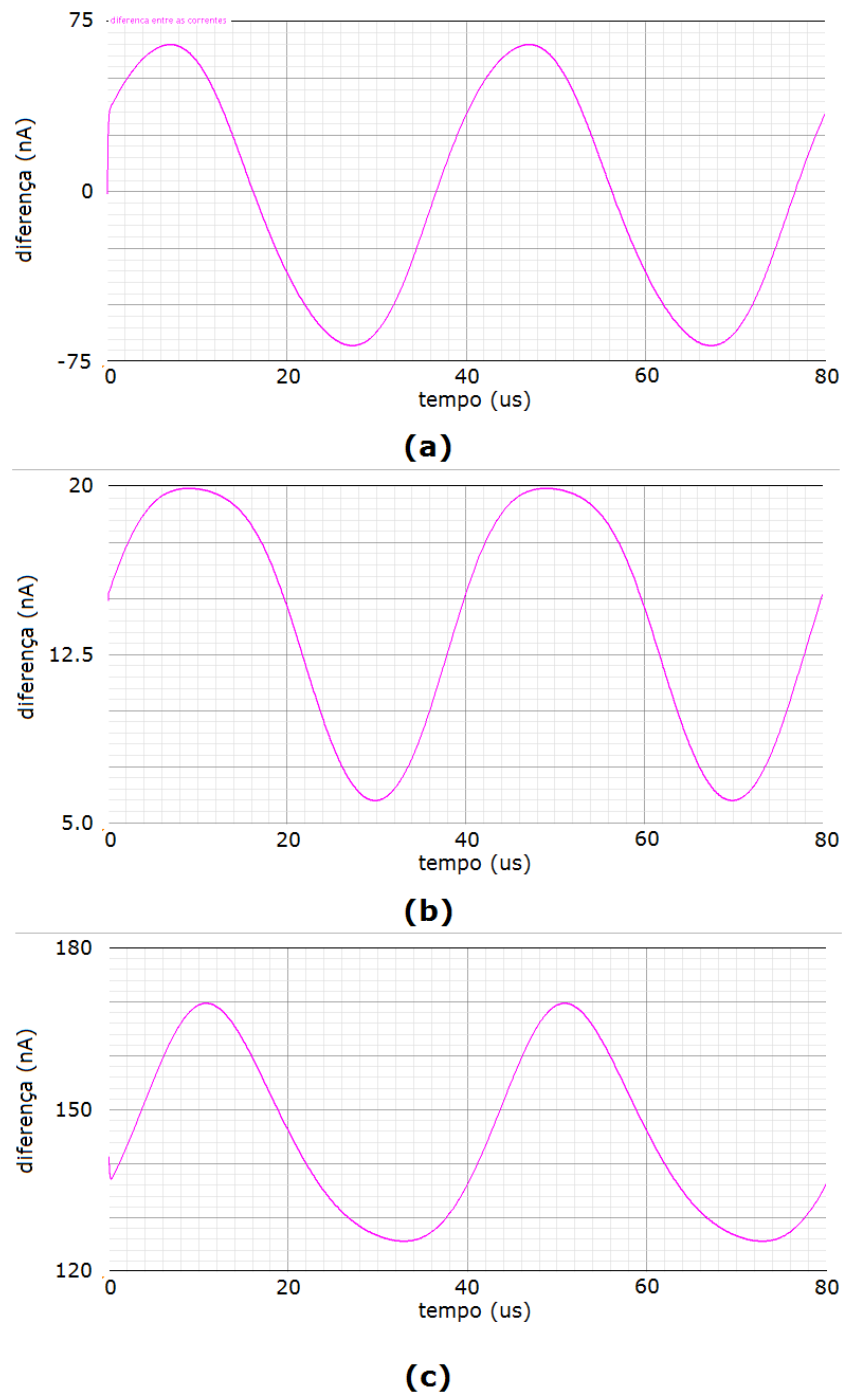 75
diferenca entre as correntes
diferença (nA)
0
-75
0 20 40 60 80
tempo (us)
(a)
20
diferença (nA)
12.5
5.0
0 20 40 60 80
tempo (us)
(b)
180
diferença (nA)
150
120
0 20 40 60 80
tempo (us)
(c)